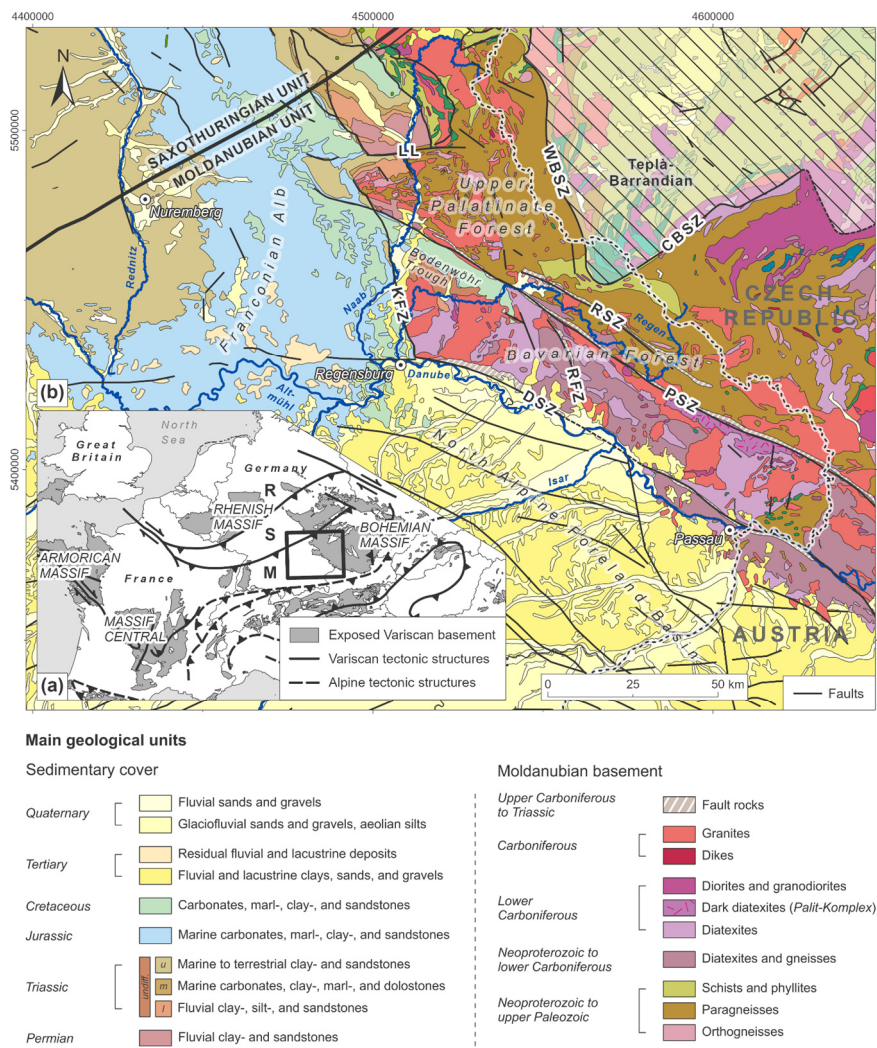 4400000
4500000
4600000
5500000
5400000
N
SAXOTHURINGIAN UNIT
MOLDANUBIAN UNIT
Nuremberg
Rednitz
Franconian Alb
LL
Upper
Palatinate
Forest
WBSZ
Teplà-
Barrandian
CBSZ
Bodenwöhr
Trough
Naab
KFZ
RSZ
Regen
CZECH
REPUBLIC
Bavarian Forest
Regensburg
Danube
Alt-
mühl
DSZ
RFZ
PSZ
North Alpine Foreland Basin
Isar
Passau
AUSTRIA
(b)
Great
Britain
North
Sea
Germany
R
RHENISH
MASSIF
S
BOHEMIAN
MASSIF
M
ARMORICAN
MASSIF
France
MASSIF
CENTRAL
Exposed Variscan basement
Variscan tectonic structures
Alpine tectonic structures
(a)
0 25 50 km
Faults
4400000
4500000
4600000
Main geological units
Sedimentary cover
Quaternary
Fluvial sands and gravels
Glaciofluvial sands and gravels, aeolian silts
Tertiary
Residual fluvial and lacustrine deposits
Fluvial and lacustrine clays, sands, and gravels
Cretaceous
Carbonates, marl-, clay-, and sandstones
Jurassic
Marine carbonates, marl-, clay-, and sandstones
Triassic
undiff.
u Marine to terrestrial clay- and sandstones
m Marine carbonates, clay-, marl-, and dolostones
l Fluvial clay-, silt-, and sandstones
Permian
Fluvial clay- and sandstones
Moldanubian basement
Upper Carboniferous
to Triassic
Fault rocks
Carboniferous
Granites
Dikes
Lower
Carboniferous
Diorites and granodiorites
Dark diatexites (Palit-Komplex)
Diatexites
Neoproterozoic to
lower Carboniferous
Diatexites and gneisses
Neoproterozoic to
upper Paleozoic
Schists and phyllites
Paragneisses
Orthogneisses